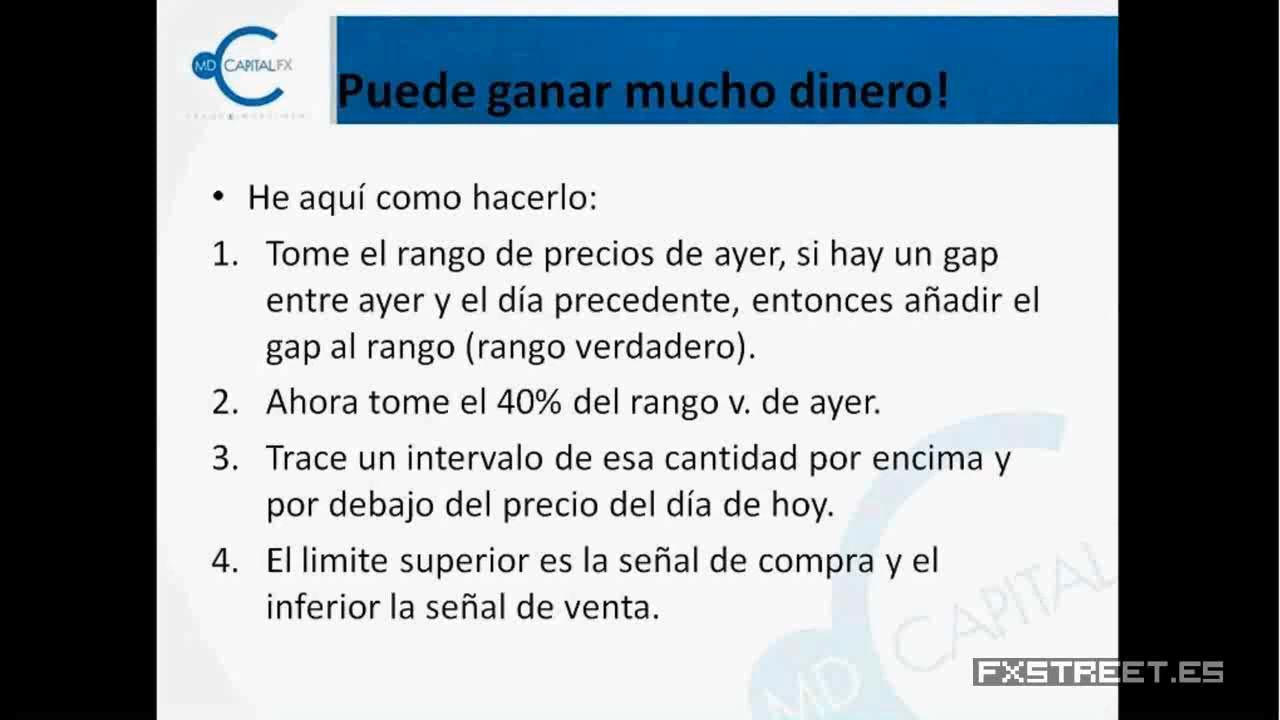 MD CAPITAL FX
Puede ganar mucho dinero!
• He aquí como hacerlo:
1. Tome el rango de precios de ayer, si hay un gap
entre ayer y el día precedente, entonces añadir el
gap al rango (rango verdadero).
2. Ahora tome el 40% del rango v. de ayer.
3. Trace un intervalo de esa cantidad por encima y
por debajo del precio del día de hoy.
4. El limite superior es la señal de compra y el
inferior la señal de venta.
MD CAPITAL
FXSTREET.ES